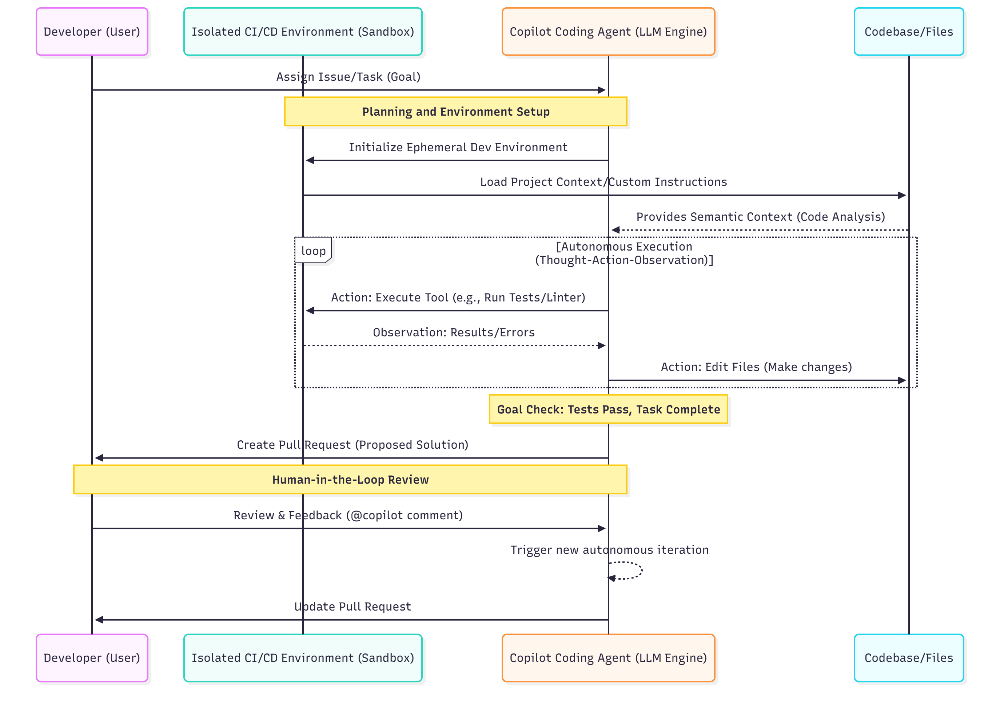 Developer (User)
Isolated CI/CD Environment (Sandbox)
Copilot Coding Agent (LLM Engine)
Codebase/Files
Assign Issue/Task (Goal)
Planning and Environment Setup
Initialize Ephemeral Dev Environment
Load Project Context/Custom Instructions
Provides Semantic Context (Code Analysis)
loop
[Autonomous Execution
(Thought-Action-Observation)]
Action: Execute Tool (e.g., Run Tests/Linter)
Observation: Results/Errors
Action: Edit Files (Make changes)
Goal Check: Tests Pass, Task Complete
Create Pull Request (Proposed Solution)
Human-in-the-Loop Review
Review & Feedback (@copilot comment)
Trigger new autonomous iteration
Update Pull Request
Developer (User)
Isolated CI/CD Environment (Sandbox)
Copilot Coding Agent (LLM Engine)
Codebase/Files